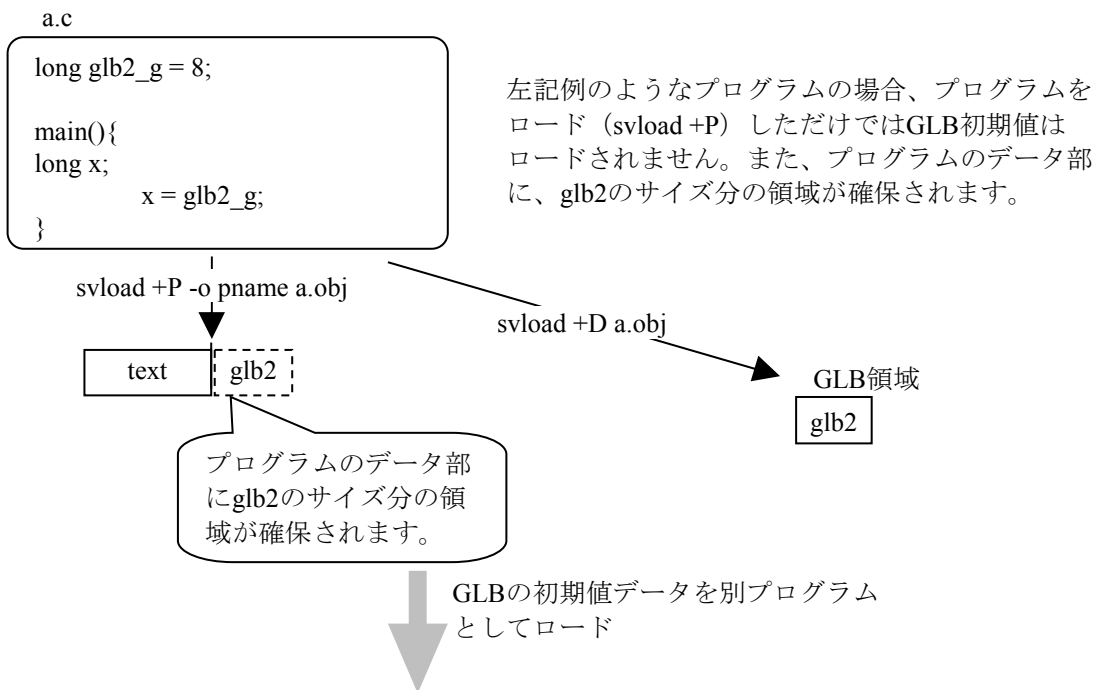 a.c
long glb2_g = 8;
main(){
long x;
x = glb2_g;
}
左記例のようなプログラムの場合、プログラムを
ロード（svload +P）しただけではGLB初期値は
ロードされません。また、プログラムのデータ部
に、glb2のサイズ分の領域が確保されます。
svload +P -o pname a.obj
svload +D a.obj
text
glb2
GLB領域
glb2
プログラムのデータ部
にglb2のサイズ分の領
域が確保されます。
GLBの初期値データを別プログラム
としてロード